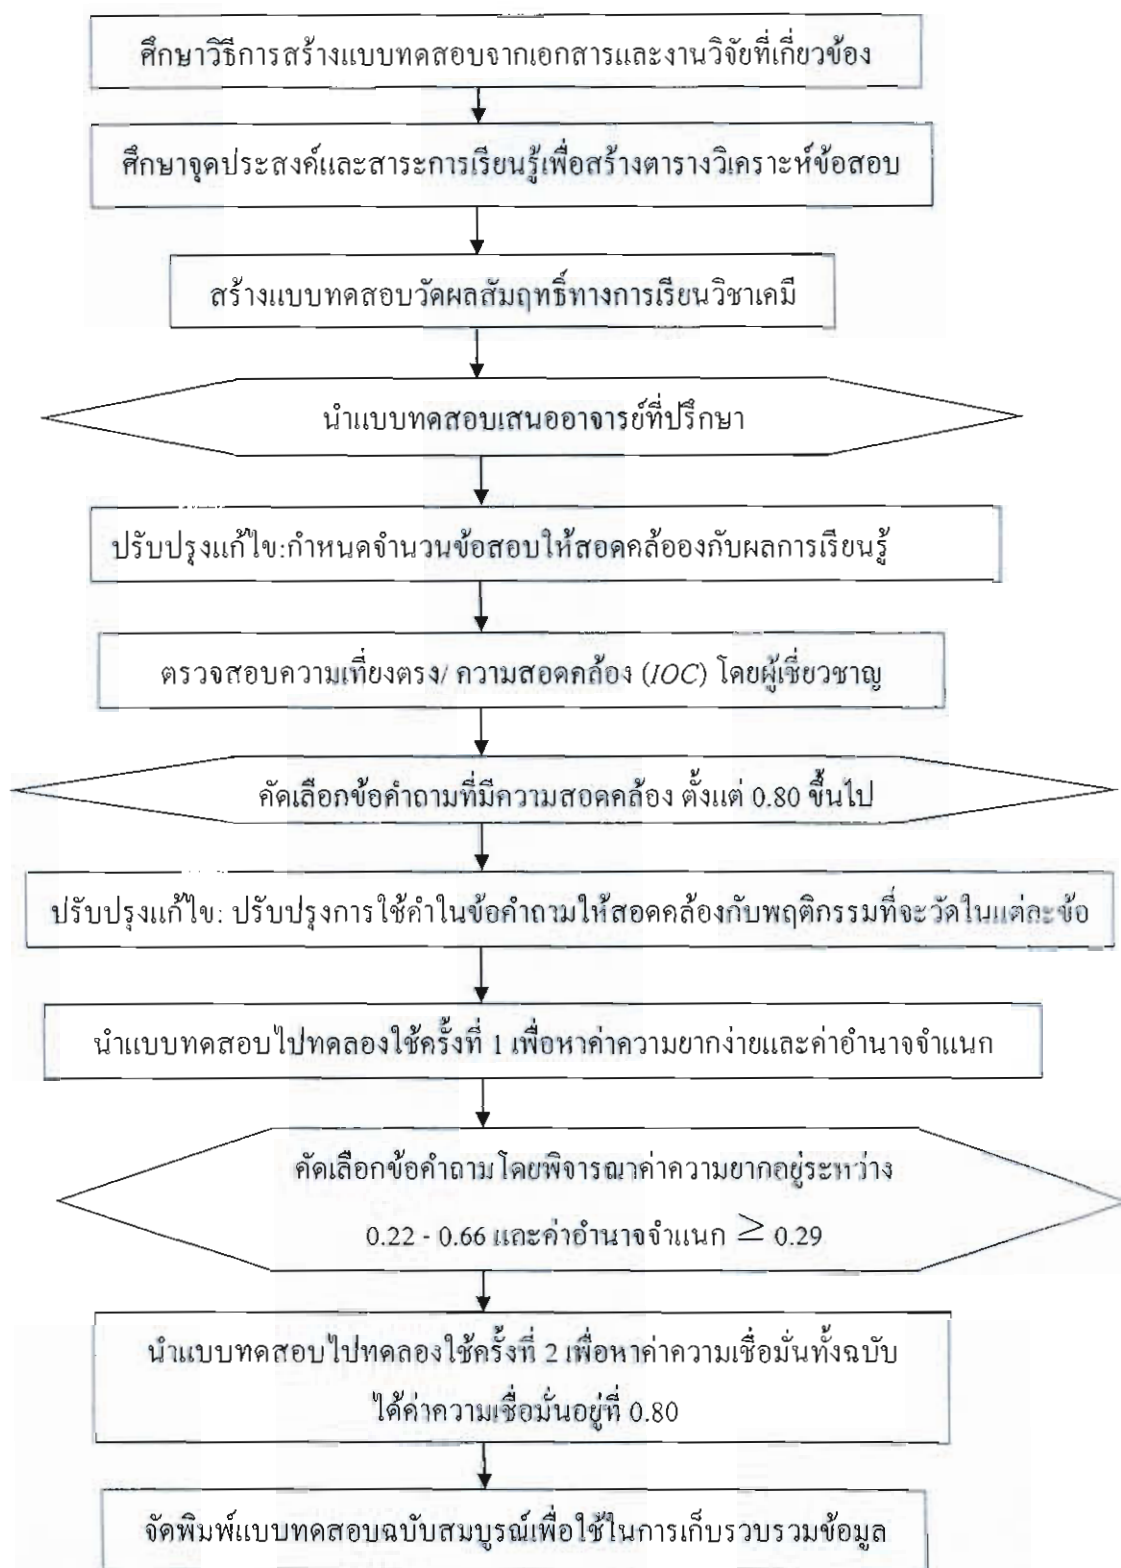 ศึกษาวิธีการสร้างแบบทดสอบจากเอกสารและงานวิจัยที่เกี่ยวข้อง
ศึกษาจุดประสงค์และสาระการเรียนรู้เพื่อสร้างตารางวิเคราะห์ข้อสอบ
สร้างแบบทดสอบวัดผลสัมฤทธิ์ทางการเรียนวิชาเคมี
นำแบบทดสอบเสนออาจารย์ที่ปรึกษา
ปรับปรุงแก้ไข:กำหนดจำนวนข้อสอบให้สอดคล้อองกับผลการเรียนรู้
ตรวจสอบความเที่ยงตรง/ ความสอดคล้อง (IOC) โดยผู้เชี่ยวชาญ
คัดเลือกข้อคำถามที่มีความสอดคล้อง ตั้งแต่ 0.80 ขึ้นไป
ปรับปรุงแก้ไข: ปรับปรุงการใช้คำในข้อคำถามให้สอดคล้องกับพฤติกรรมที่จะวัดในแต่ละข้อ
นำแบบทดสอบไปทดลองใช้ครั้งที่ 1 เพื่อหาค่าความยากง่ายและค่าอำนาจจำแนก
คัดเลือกข้อคำถามโดยพิจารณาค่าความยากอยู่ระหว่าง
0.22 - 0.66 และค่าอำนาจจำแนก ≥ 0.29
นำแบบทดสอบไปทดลองใช้ครั้งที่ 2 เพื่อหาค่าความเชื่อมั่นทั้งฉบับ
ได้ค่าความเชื่อมั่นอยู่ที่ 0.80
จัดพิมพ์แบบทดสอบฉบับสมบูรณ์เพื่อใช้ในการเก็บรวบรวมข้อมูล